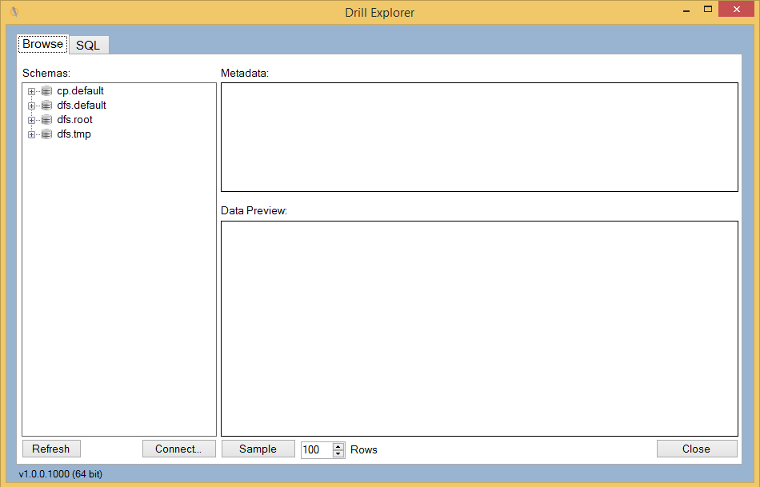 Drill Explorer
Browse SQL
Schemas:
cp.default
dfs.default
dfs.root
dfs.tmp
Metadata:
Data Preview:
Refresh Connect... Sample 100 Rows Close
v1.0.0.1000 (64 bit)